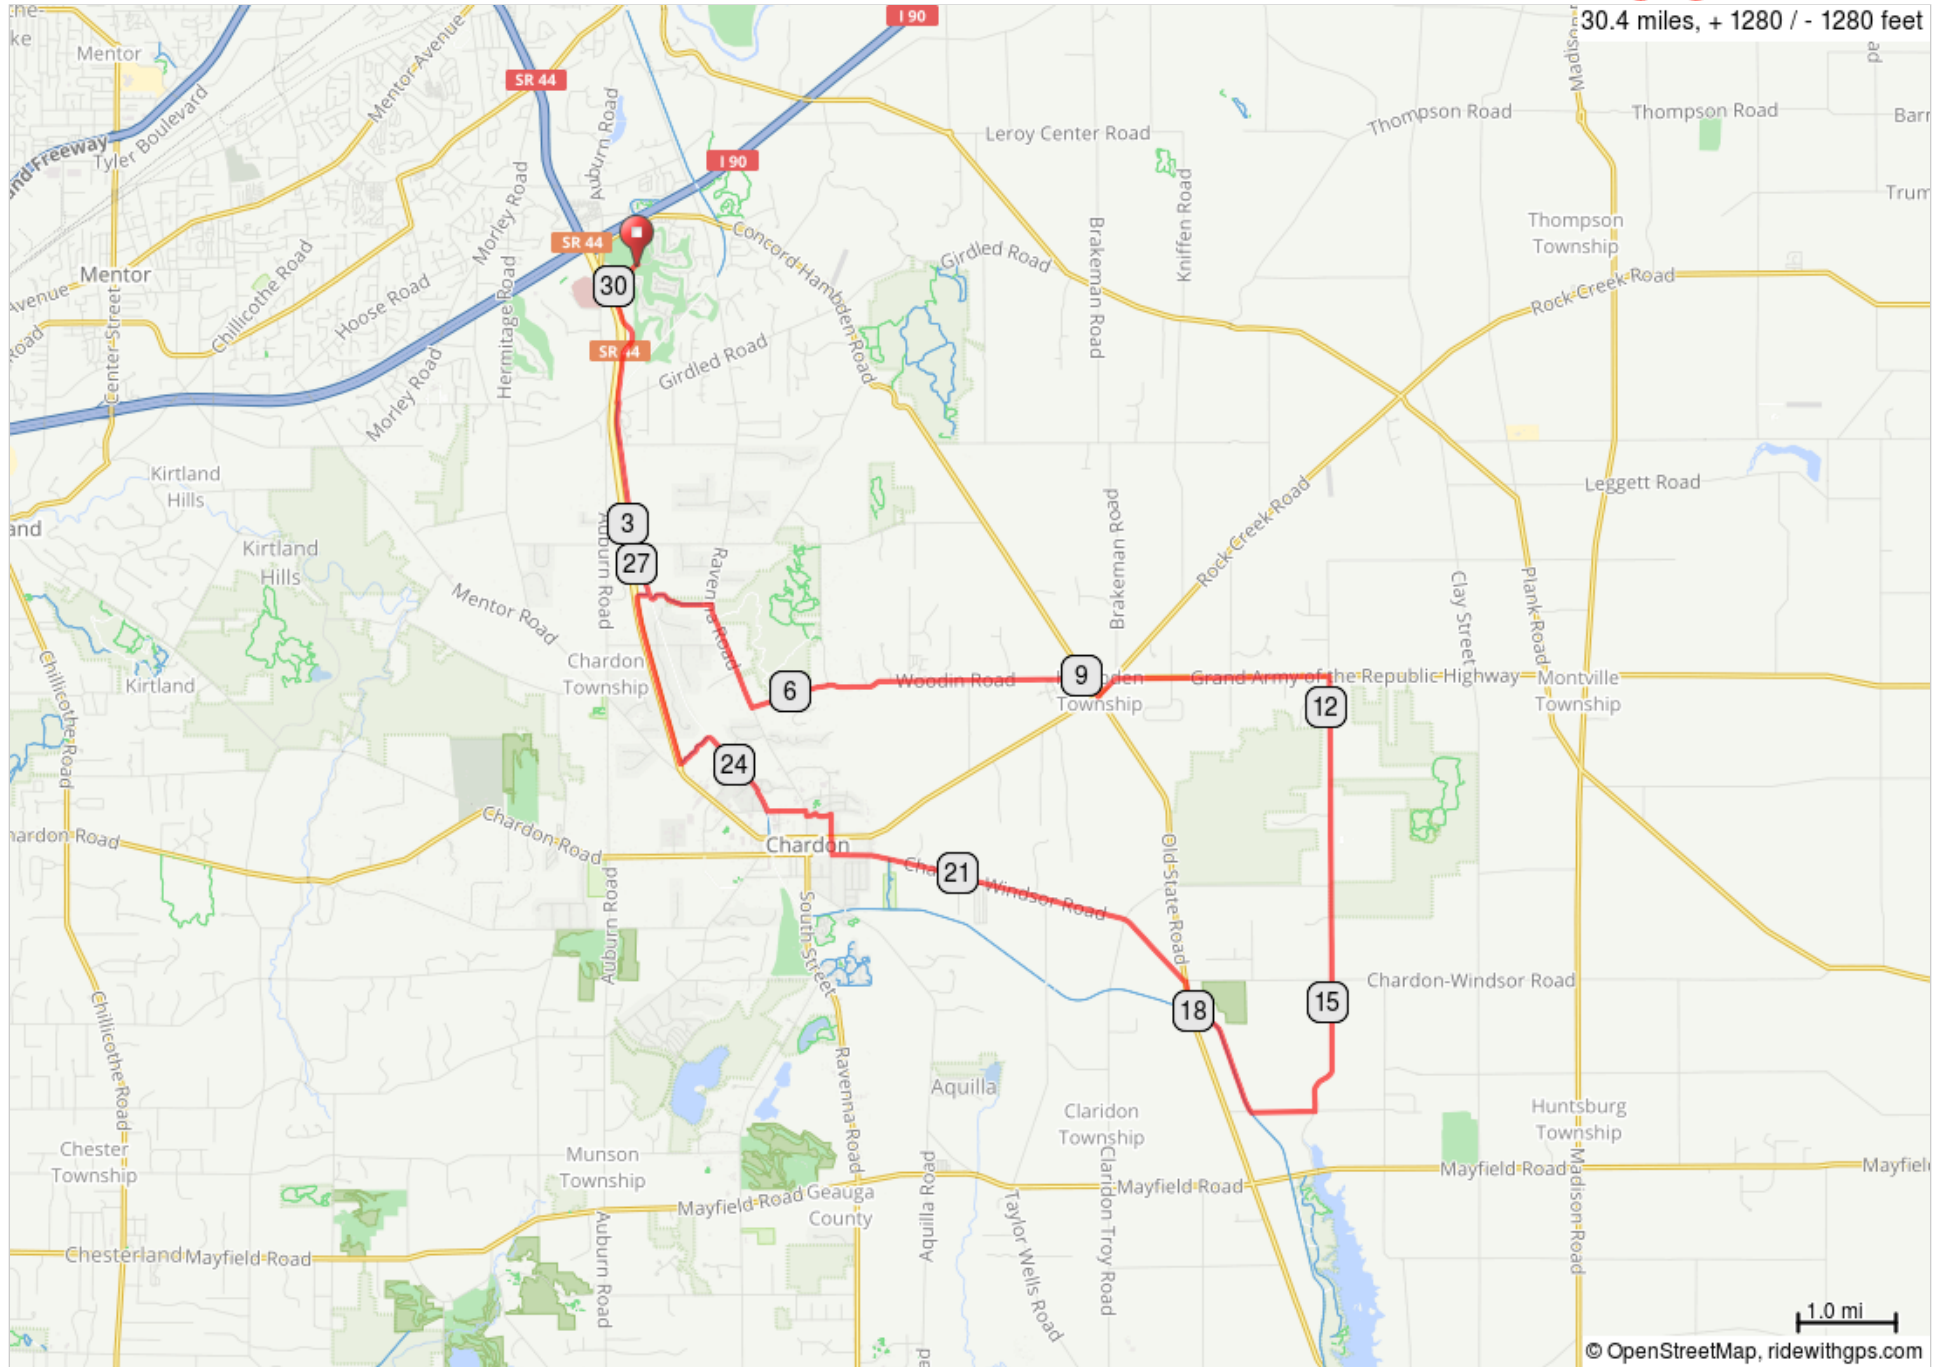 30.4 miles, + 1280 / - 1280 feet
I 90
Mentor
Mentor Avenue
SR 44
Tyler Boulevard
Auburn Road
Leroy Center Road
Thompson Road
Thompson Road
I 90
Morley Road
Kniffen Road
Brakeman Road
Thompson
Township
SR 44
Concord Hambden Road
Girdled Road
Mentor
Chillicothe Road
Hoose Road
Hermitage Road
30
Rock Creek Road
Center Street
SR 44
Girdled Road
Morley Road
Kirtland
Hills
Leggett Road
Rock Creek Road
Brakeman Road
3
27
Auburn Road
Ravenna Road
Kirtland
Hills
Mentor Road
Clay Street
Plank Road
Chardon
Township
Kirtland
Chillicothe Road
6
Woodin Road
9
Township
Grand Army of the Republic Highway
Montville
Township
12
24
Chardon Road
Chardon
Old State Road
21
Windsor Road
Auburn Road
South Street
Chardon-Windsor Road
15
18
Chillicothe Road
Ravenna Road
Aquilla
Claridon
Township
Huntsburg
Township
Chester
Township
Munson
Township
Mayfield Road
Geauga
County
Aquilla Road
Taylor Wells Road
Claridon Troy Road
Mayfield Road
Mayfield Road
Madison Road
Chesterland
Mayfield Road
Auburn Road
1.0 mi
© OpenStreetMap, ridewithgps.com